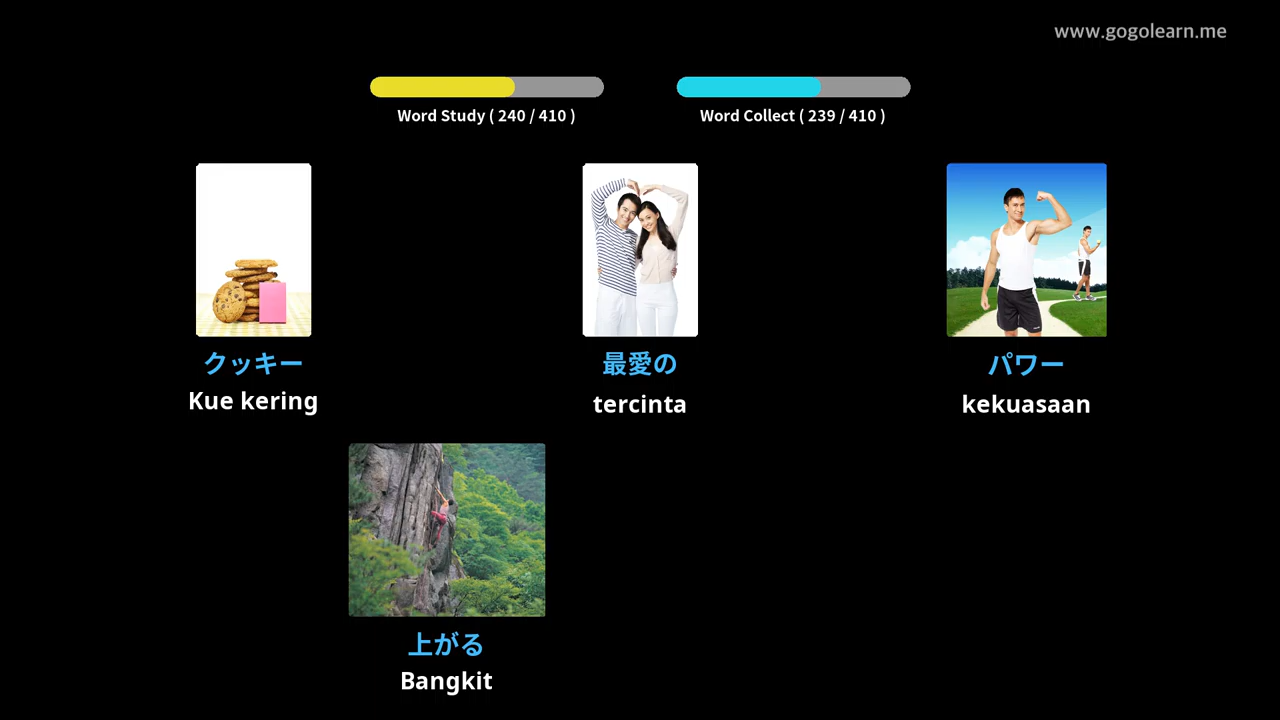 www.gogolearn.me
Word Study ( 240 / 410 )
Word Collect ( 239 / 410 )
クッキー
Kue kering
最愛の
tercinta
パワー
kekuasaan
上がる
Bangkit